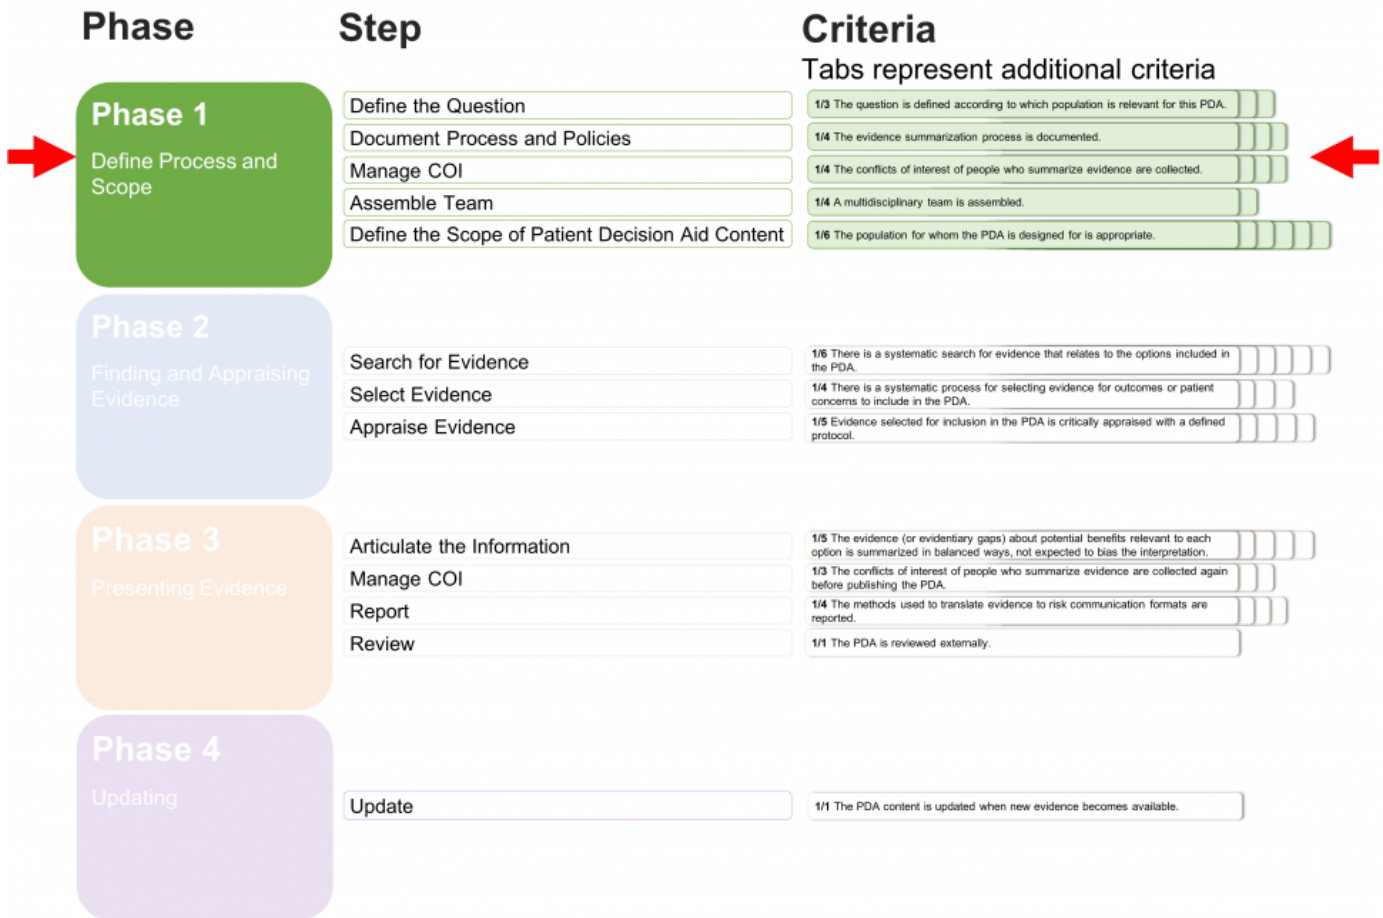 Phase
Step
Criteria
Tabs represent additional criteria
Phase 1
Define Process and
Scope
Define the Question
1/3 The question is defined according to which population is relevant for this PDA.
Document Process and Policies
1/4 The evidence summarization process is documented.
Manage COI
1/4 The conflicts of interest of people who summarize evidence are collected.
Assemble Team
1/4 A multidisciplinary team is assembled.
Define the Scope of Patient Decision Aid Content
1/6 The population for whom the PDA is designed for is appropriate.
Phase 2
Finding and Appraising
Evidence
Search for Evidence
1/6 There is a systematic search for evidence that relates to the options included in
the PDA.
Select Evidence
1/4 There is a systematic process for selecting evidence for outcomes or patient
concerns to include in the PDA.
Appraise Evidence
1/5 Evidence selected for inclusion in the PDA is critically appraised with a defined
protocol.
Phase 3
Presenting Evidence
Articulate the Information
1/5 The evidence (or evidentiary gaps) about potential benefits relevant to each
option is summarized in balanced ways, not expected to bias the interpretation.
Manage COI
1/3 The conflicts of interest of people who summarize evidence are collected again
before publishing the PDA.
Report
1/4 The methods used to translate evidence to risk communication formats are
reported.
Review
1/1 The PDA is reviewed externally.
Phase 4
Updating
Update
1/1 The PDA content is updated when new evidence becomes available.